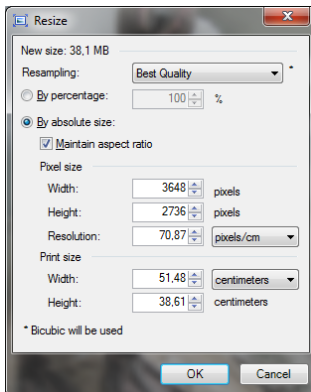 Resize
New size: 38,1 MB
Resampling: Best Quality *
By percentage: 100 %
By absolute size:
Maintain aspect ratio
Pixel size
Width: 3648 pixels
Height: 2736 pixels
Resolution: 70,87 pixels/cm
Print size
Width: 51,48 centimeters
Height: 38,61 centimeters
* Bicubic will be used
OK Cancel